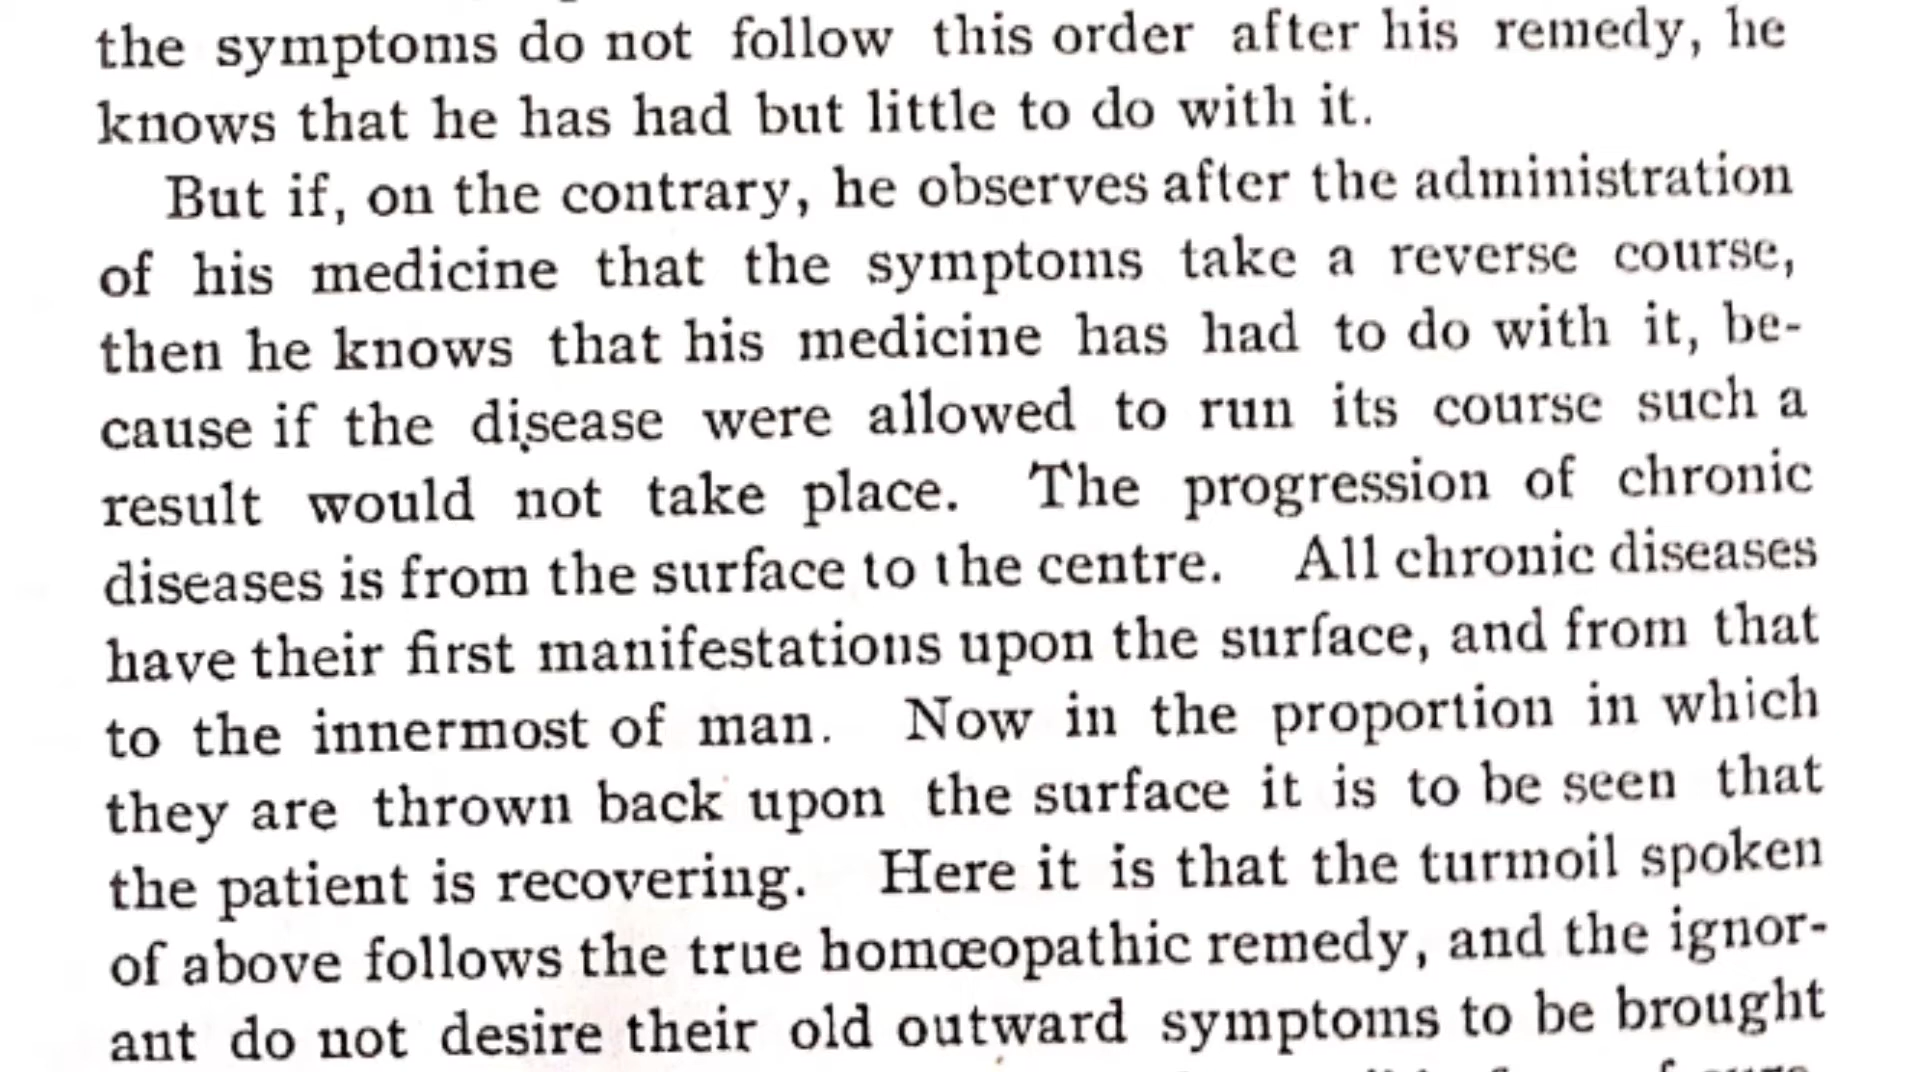 the symptoms do not follow this order after his remedy, he
knows that he has had but little to do with it.
But if, on the contrary, he observes after the administration
of his medicine that the symptoms take a reverse course,
then he knows that his medicine has had to do with it, be-
cause if the disease were allowed to run its course such a
result would not take place. The progression of chronic
diseases is from the surface to the centre. All chronic diseases
have their first manifestations upon the surface, and from that
to the innermost of man. Now in the proportion in which
they are thrown back upon the surface it is to be seen that
the patient is recovering. Here it is that the turmoil spoken
of above follows the true homœopathic remedy, and the ignor-
ant do not desire their old outward symptoms to be brought